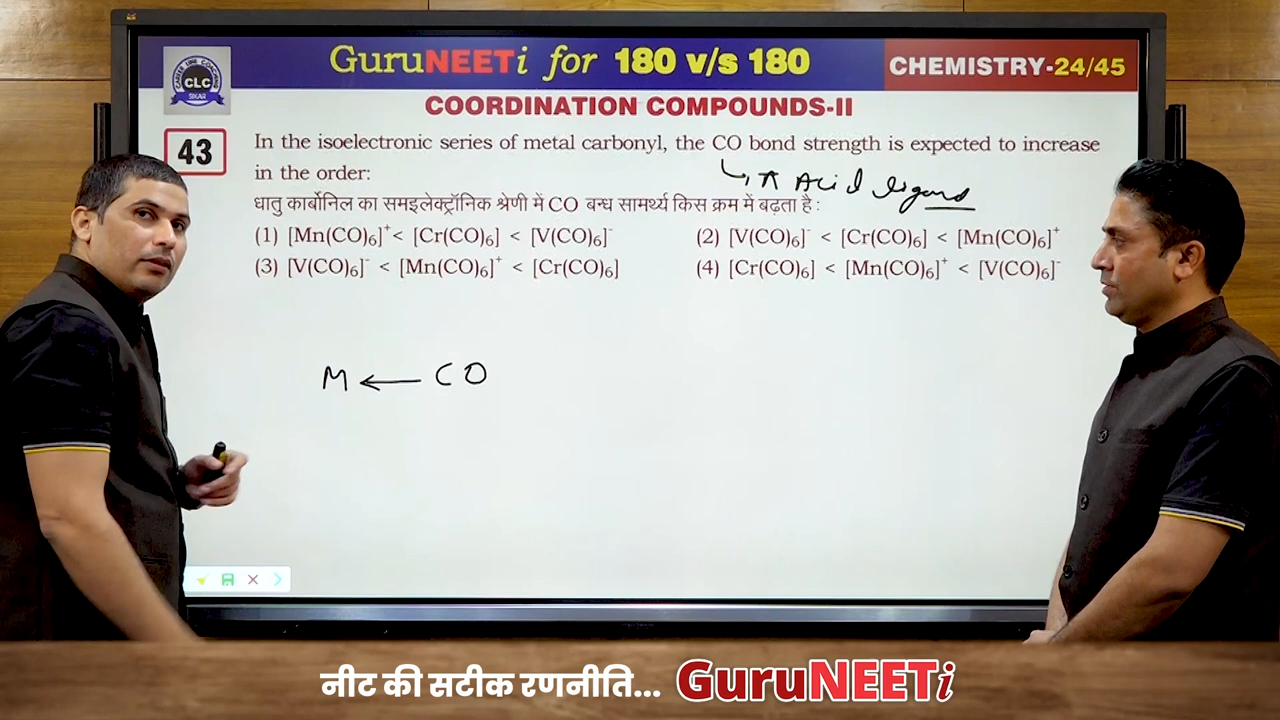 GuruNEETi for 180 v/s 180
CHEMISTRY-24/45
CAREER LINE COACHING
CLC
SIKAR
COORDINATION COMPOUNDS-II
43
In the isoelectronic series of metal carbonyl, the CO bond strength is expected to increase
in the order:
π Acid ligand
धातु कार्बोनिल का समइलेक्ट्रॉनिक श्रेणी में CO बन्ध सामर्थ्य किस क्रम में बढ़ता है :
(1) [Mn(CO)₆]⁺< [Cr(CO)₆] < [V(CO)₆]⁻
(2) [V(CO)₆]⁻ < [Cr(CO)₆] < [Mn(CO)₆]⁺
(3) [V(CO)₆]⁻ < [Mn(CO)₆]⁺ < [Cr(CO)₆]
(4) [Cr(CO)₆] < [Mn(CO)₆]⁺ < [V(CO)₆]⁻
M ← CO
नीट की सटीक रणनीति... GuruNEETi